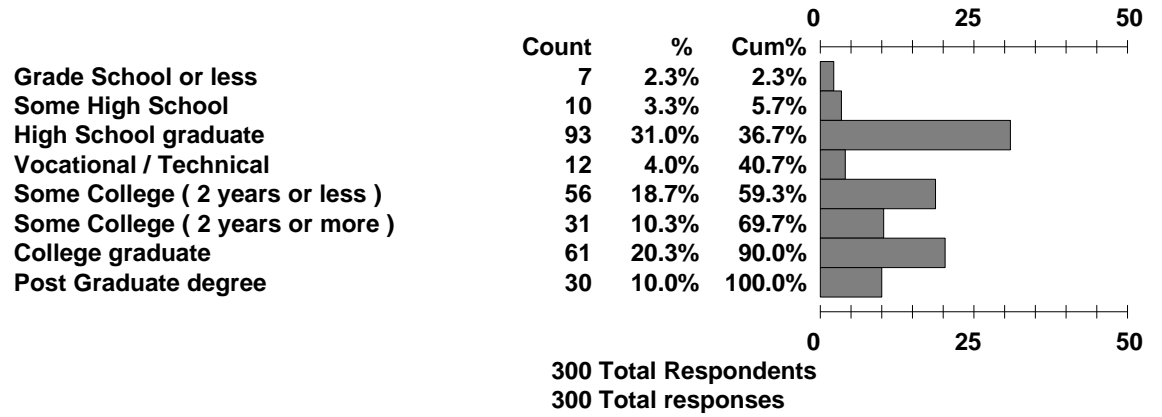 0 25 50
Count % Cum%
Grade School or less 7 2.3% 2.3%
Some High School 10 3.3% 5.7%
High School graduate 93 31.0% 36.7%
Vocational / Technical 12 4.0% 40.7%
Some College ( 2 years or less ) 56 18.7% 59.3%
Some College ( 2 years or more ) 31 10.3% 69.7%
College graduate 61 20.3% 90.0%
Post Graduate degree 30 10.0% 100.0%
0 25 50
300 Total Respondents
300 Total responses